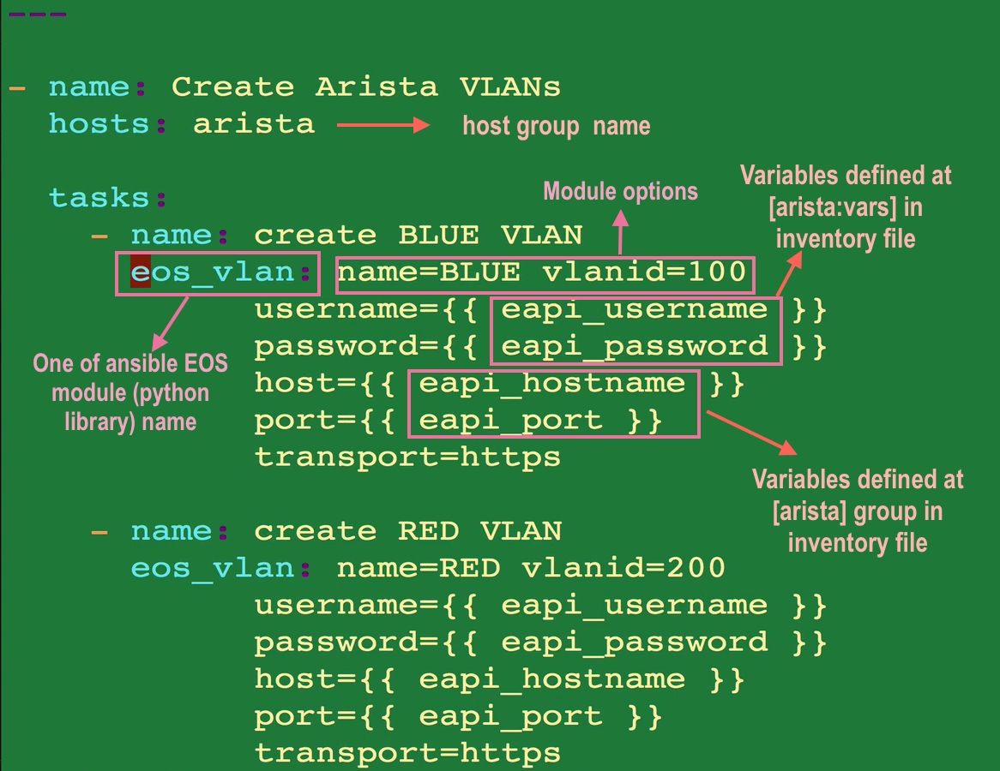 ---
- name: Create Arista VLANs
hosts: arista
host group name
tasks:
- name: create BLUE VLAN
Module options
Variables defined at
[arista:vars] in
inventory file
eos_vlan: name=BLUE vlanid=100
username={{ eapi_username }}
password={{ eapi_password }}
host={{ eapi_hostname }}
port={{ eapi_port }}
transport=https
One of ansible EOS
module (python
library) name
Variables defined at
[arista] group in
inventory file
- name: create RED VLAN
eos_vlan: name=RED vlanid=200
username={{ eapi_username }}
password={{ eapi_password }}
host={{ eapi_hostname }}
port={{ eapi_port }}
transport=https